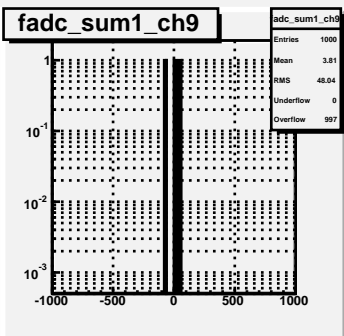 fadc_sum1_ch9
adc_sum1_ch9
Entries 1000
Mean 3.81
RMS 48.04
Underflow 0
Overflow 997
1
10^-1
10^-2
10^-3
-1000 -500 0 500 1000